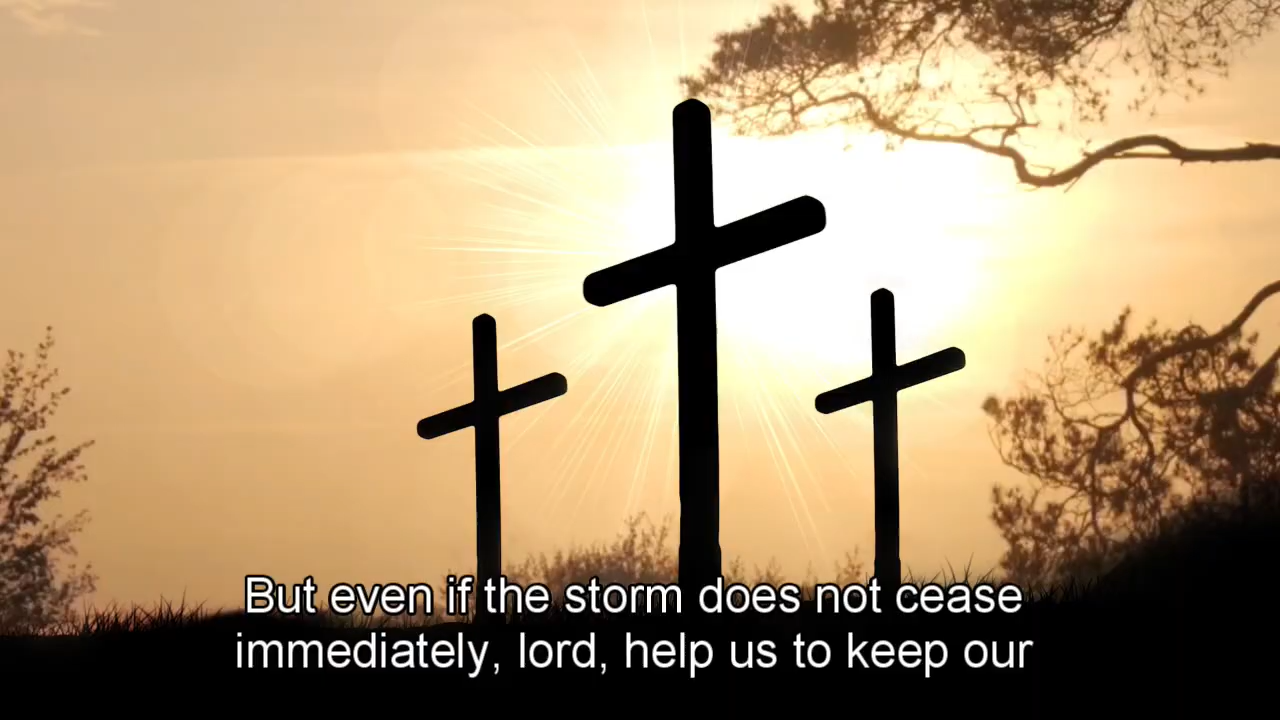 But even if the storm does not cease
immediately, lord, help us to keep our